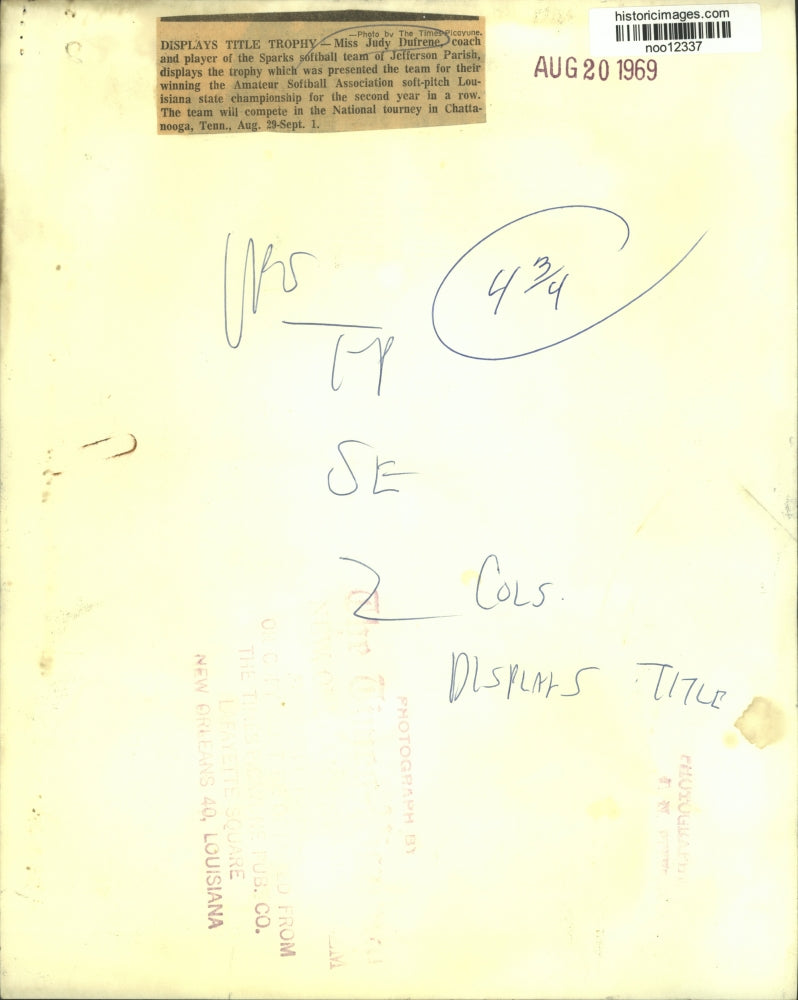 historicimages.com
noo12337
AUG 20 1969
—Photo by The Times-Picayune.
DISPLAYS TITLE TROPHY — Miss Judy Dufrene, coach
and player of the Sparks softball team of Jefferson Parish,
displays the trophy which was presented the team for their
winning the Amateur Softball Association soft-pitch Lou-
isiana state championship for the second year in a row.
The team will compete in the National tourney in Chatta-
nooga, Tenn., Aug. 29-Sept. 1.
4 3/4
SE
2 COLS.
DISPLAYS TITLE
PHOTOGRAPH BY
FROM
PUB. CO.
LAFAYETTE SQUARE
NEW ORLEANS 40, LOUISIANA